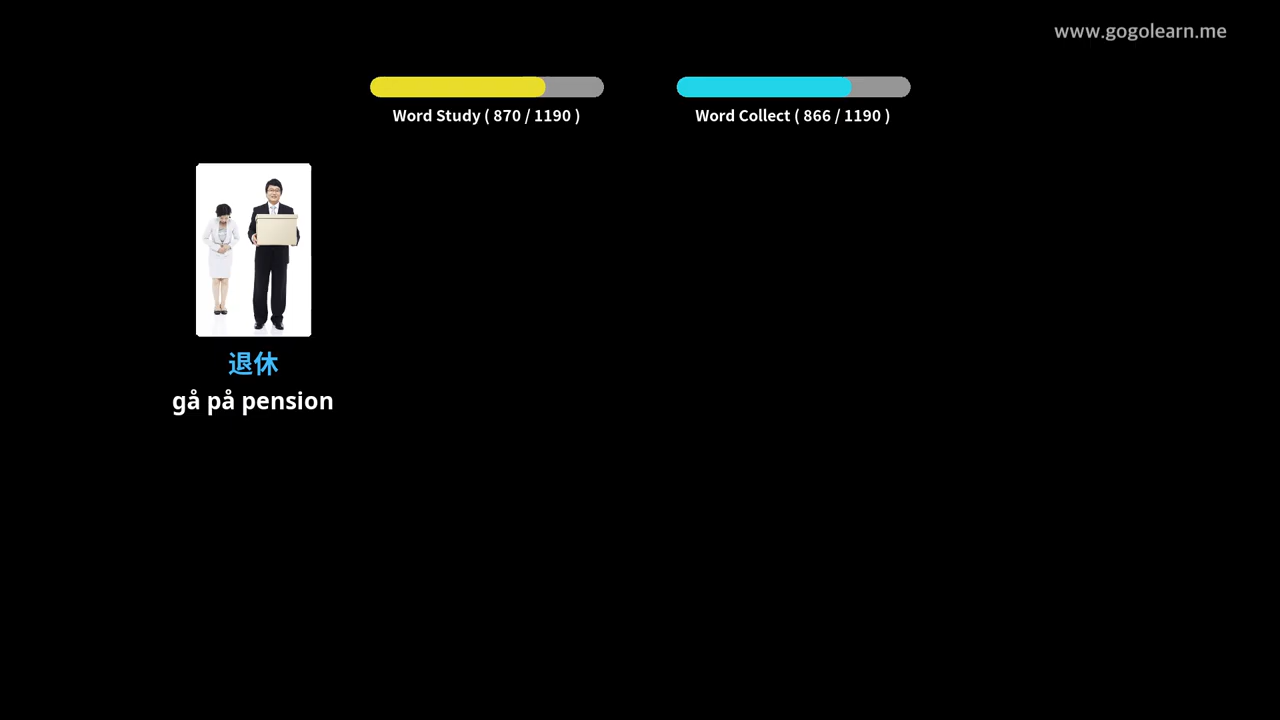 www.gogolearn.me
Word Study ( 870 / 1190 )
Word Collect ( 866 / 1190 )
退休
gå på pension